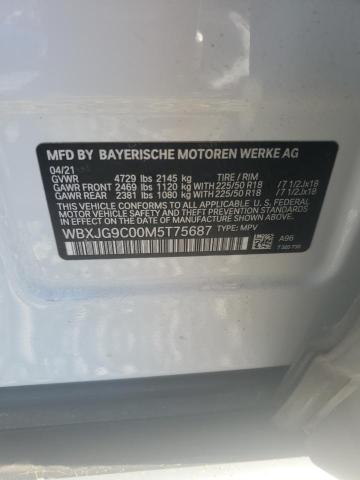 MFD BY BAYERISCHE MOTOREN WERKE AG
04/21 TIRE / RIM
GVWR 4729 lbs 2145 kg
GAWR FRONT 2469 lbs 1120 kg WITH 225/50 R18 / 7 1/2Jx18
GAWR REAR 2381 lbs 1080 kg WITH 225/50 R18 / 7 1/2Jx18
THIS VEHICLE CONFORMS TO ALL APPLICABLE U.S. FEDERAL
MOTOR VEHICLE SAFETY, BUMPER, AND THEFT PREVENTION
STANDARDS IN EFFECT ON THE DATE OF MANUFACTURE
SHOWN ABOVE.
WBXJG9C00M5T75687 TYPE: MPV
A96